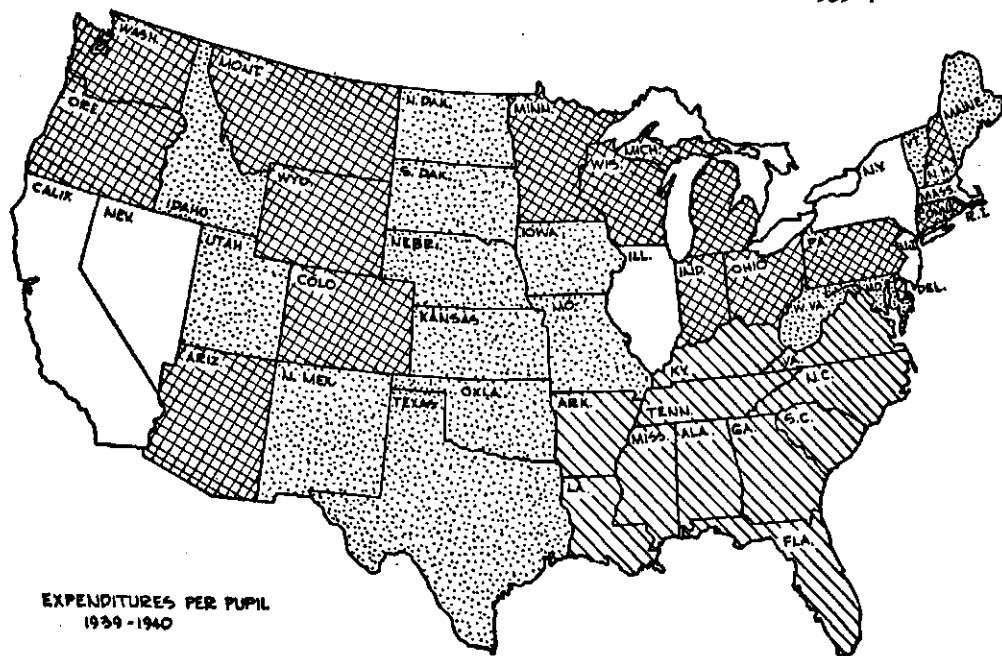 WASH.
MONT.
N. DAK.
MINN.
MAINE
ORE.
VT.
N.H.
WIS.
MICH.
N.Y.
MASS.
CONN.
R.I.
S. DAK.
WYO.
CALIF.
NEV.
IDAHO
UTAH
NEBR.
IOWA
ILL.
IND.
OHIO
PA.
DEL.
W. VA.
COLO.
KANSAS
MO.
KY.
VA.
N.C.
ARIZ.
N. MEX.
TEXAS
OKLA.
ARK.
TENN.
S.C.
MISS.
ALA.
GA.
LA.
FLA.
EXPENDITURES PER PUPIL
1939-1940